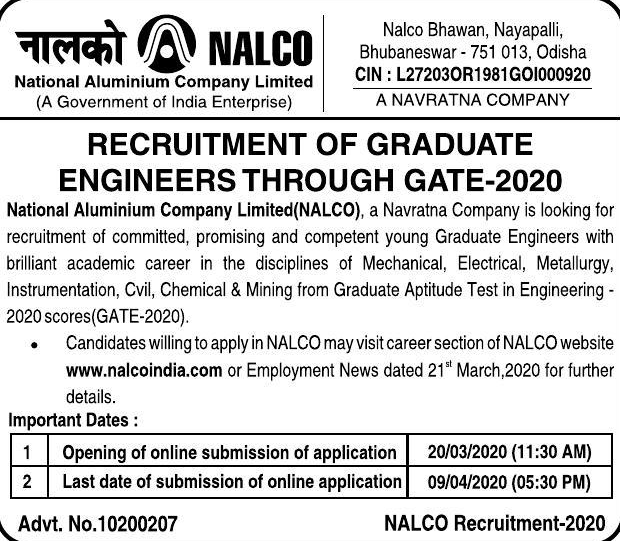 नालको NALCO
National Aluminium Company Limited
(A Government of India Enterprise)
Nalco Bhawan, Nayapalli,
Bhubaneswar - 751 013, Odisha
CIN : L27203OR1981GOI000920
A NAVRATNA COMPANY
RECRUITMENT OF GRADUATE
ENGINEERS THROUGH GATE-2020
National Aluminium Company Limited(NALCO), a Navratna Company is looking for
recruitment of committed, promising and competent young Graduate Engineers with
brilliant academic career in the disciplines of Mechanical, Electrical, Metallurgy,
Instrumentation, Cvil, Chemical & Mining from Graduate Aptitude Test in Engineering -
2020 scores(GATE-2020).
• Candidates willing to apply in NALCO may visit career section of NALCO website
www.nalcoindia.com or Employment News dated 21st March,2020 for further
details.
Important Dates :
1 Opening of online submission of application 20/03/2020 (11:30 AM)
2 Last date of submission of online application 09/04/2020 (05:30 PM)
Advt. No.10200207 NALCO Recruitment-2020